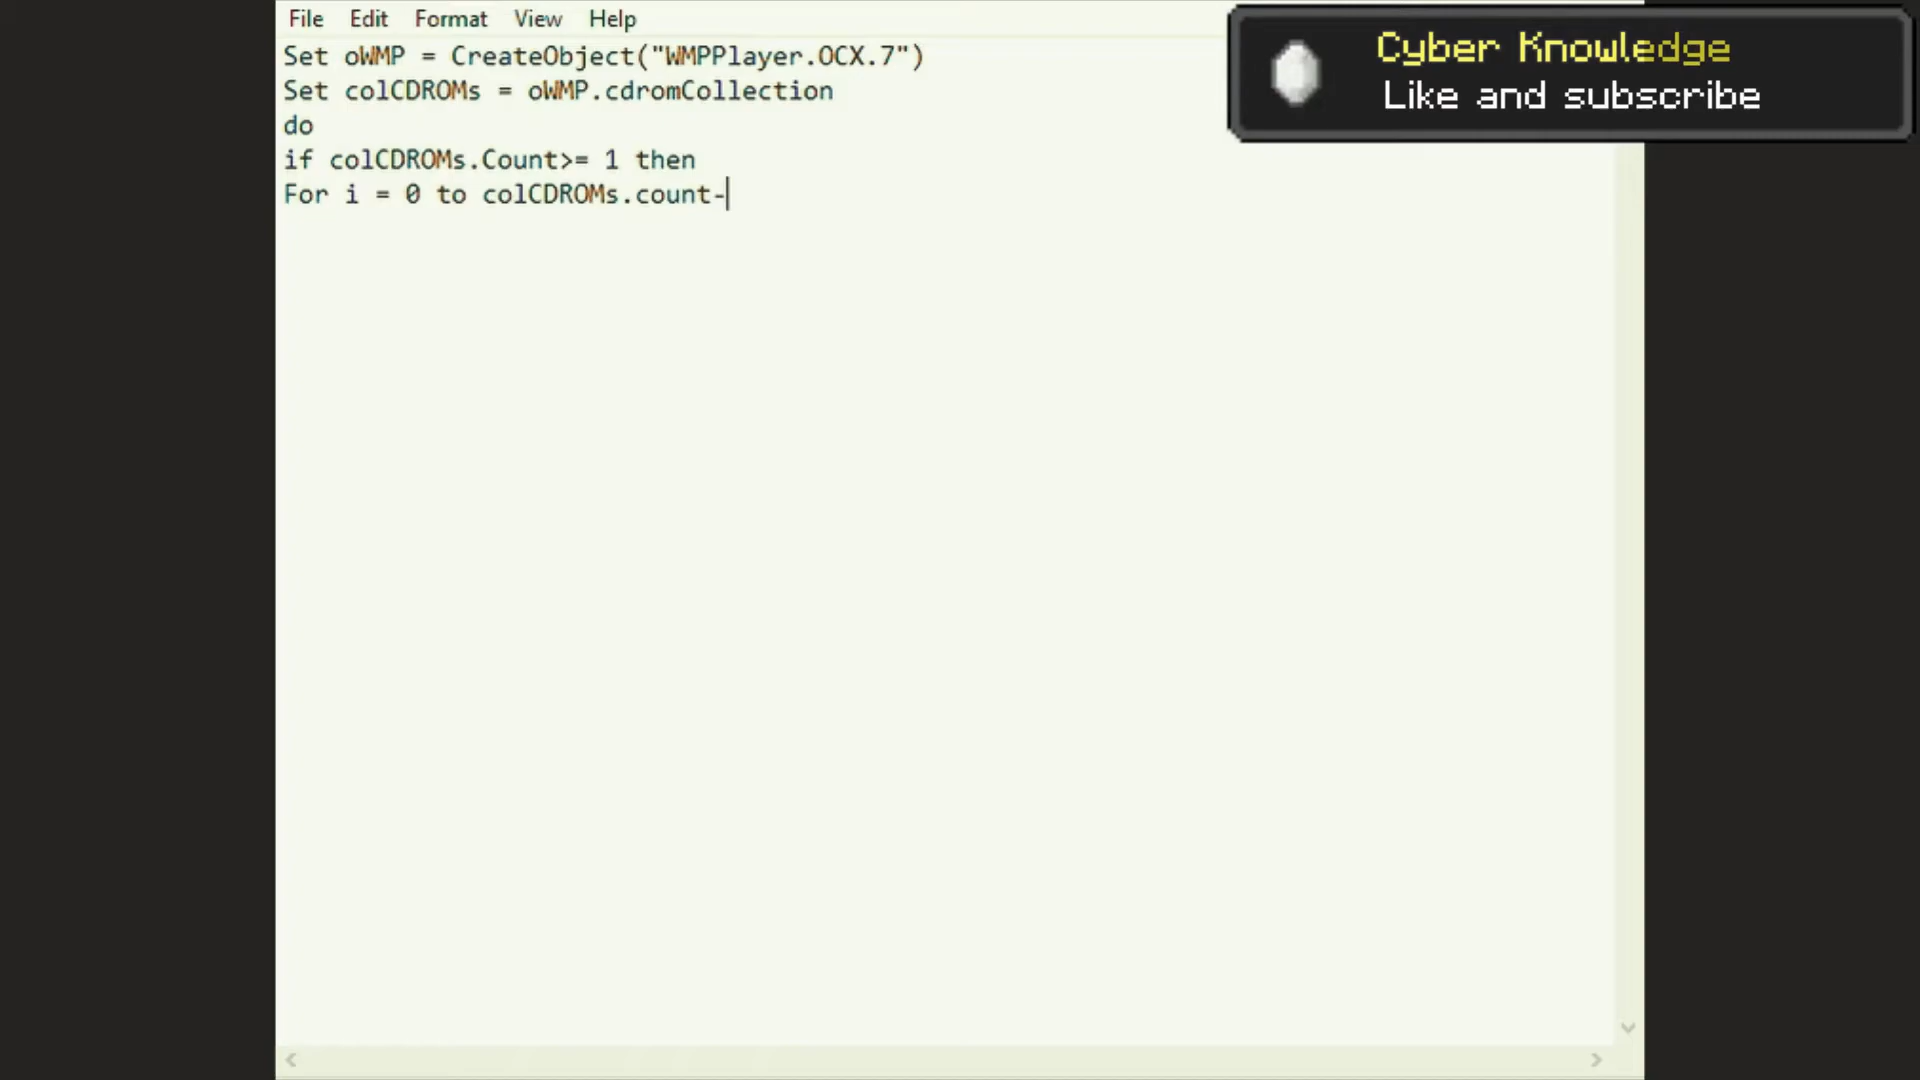 File Edit Format View Help
Set oWMP = CreateObject("WMPPlayer.OCX.7")
Set colCDROMs = oWMP.cdromCollection
do
if colCDROMs.Count>= 1 then
For i = 0 to colCDROMs.count-
Cyber Knowledge
Like and subscribe